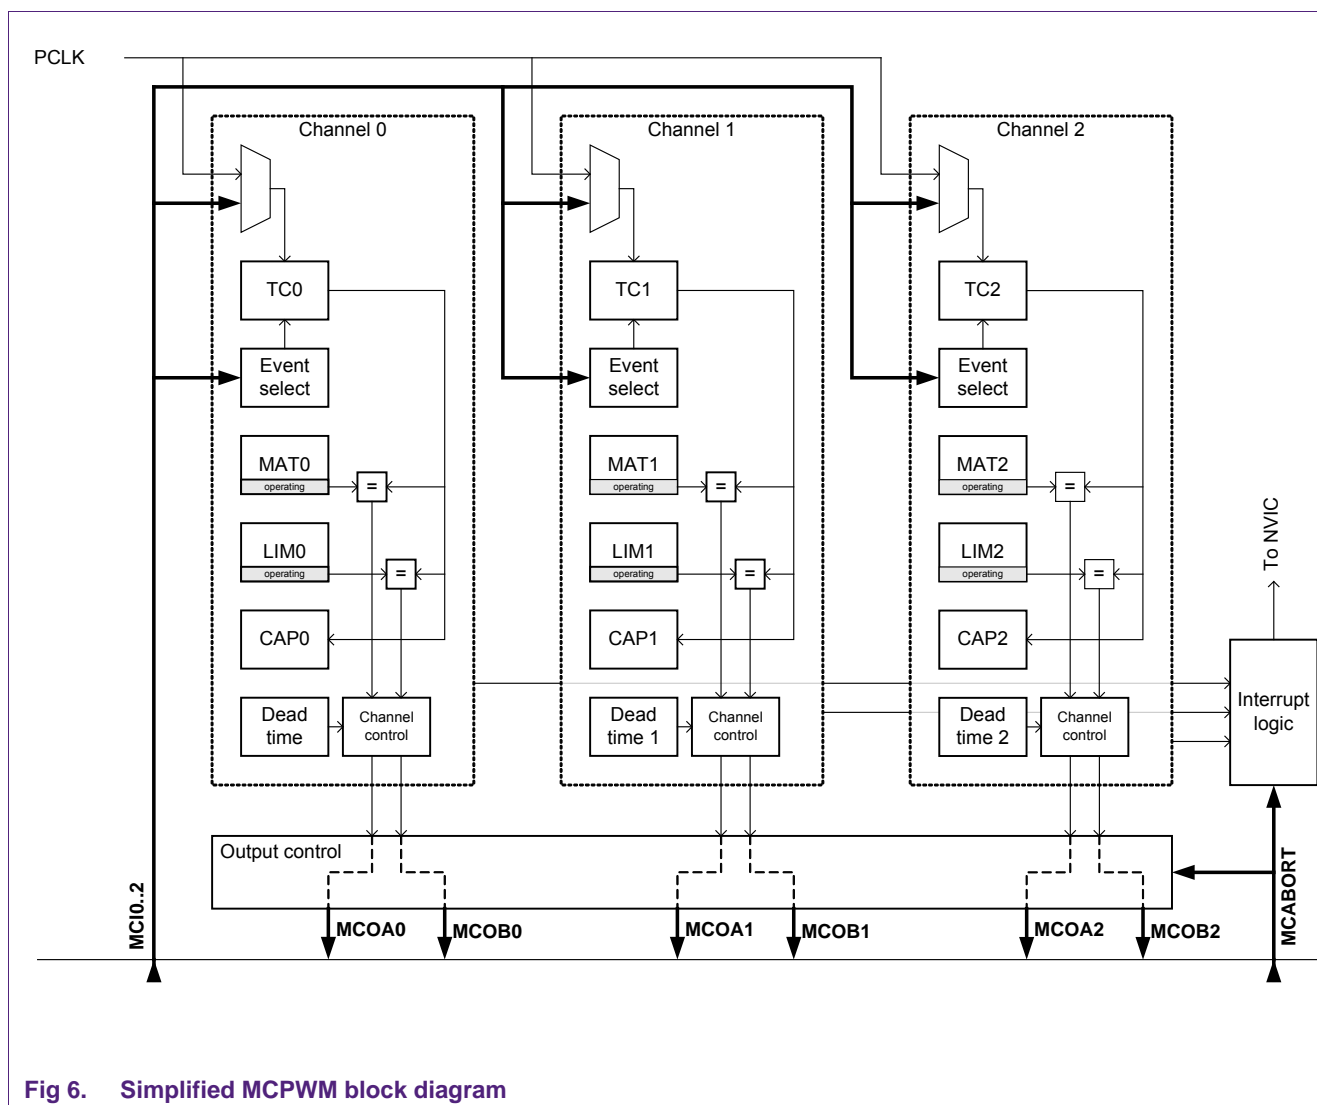 PCLK
Channel 0
Channel 1
Channel 2
TC0
TC1
TC2
Event
select
Event
select
Event
select
MAT0
operating
=
MAT1
operating
=
MAT2
operating
=
LIM0
operating
=
LIM1
operating
=
LIM2
operating
=
To NVIC
CAP0
CAP1
CAP2
Dead
time
Channel
control
Dead
time 1
Channel
control
Dead
time 2
Channel
control
Interrupt
logic
Output control
MCI0..2
MCOA0
MCOB0
MCOA1
MCOB1
MCOA2
MCOB2
MCABORT
Fig 6. Simplified MCPWM block diagram